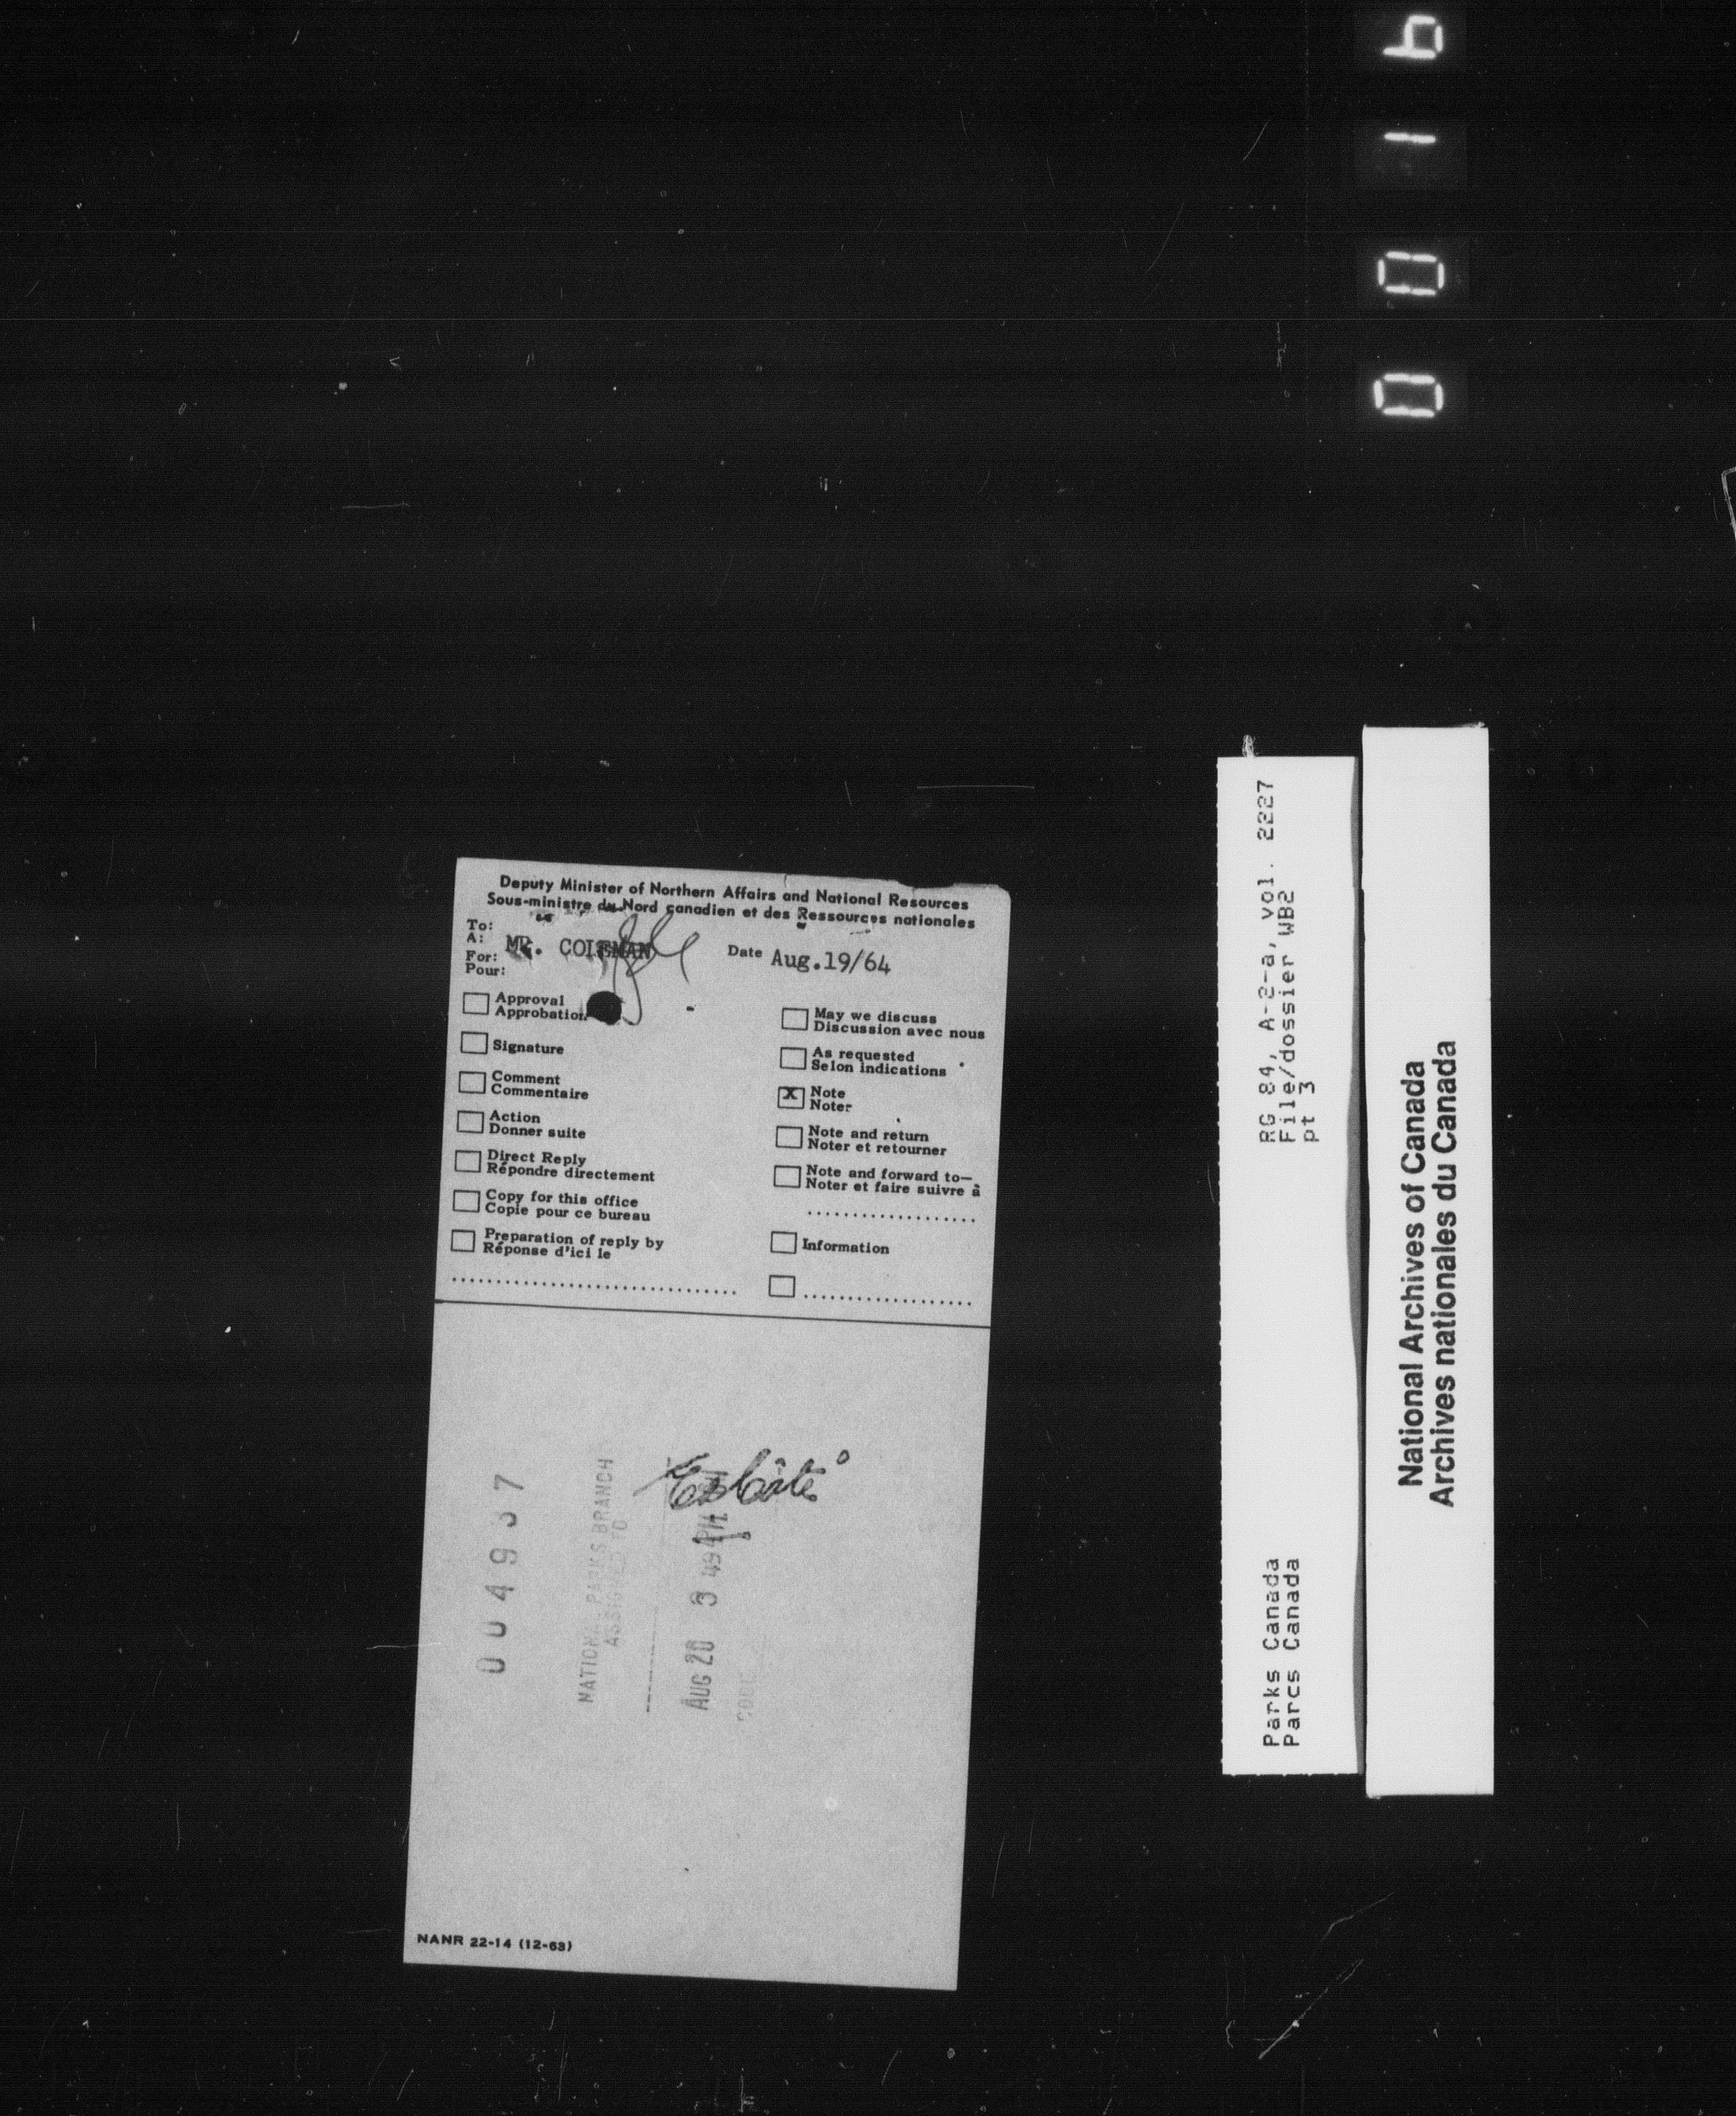 Deputy Minister of Northern Affairs and National Resources
Sous-ministre du Nord canadien et des Ressources nationales
To:
A: MR. COLEMAN
For:
Pour:
Date Aug.19/64
Approval
Approbation
Signature
Comment
Commentaire
Action
Donner suite
Direct Reply
Répondre directement
Copy for this office
Copie pour ce bureau
Preparation of reply by
Réponse d'ici le
May we discuss
Discussion avec nous
As requested
Selon indications
X Note
Noter
Note and return
Noter et retourner
Note and forward to—
Noter et faire suivre à
Information
004937
NATIONAL PARKS BRANCH
ASSIGNED TO
AUG 20 3 49 PM
CODE
NANR 22-14 (12-63)
RG 84, A-2-a, vol. 2227
File/dossier WB2
pt 3
Parks Canada
Parcs Canada
National Archives of Canada
Archives nationales du Canada